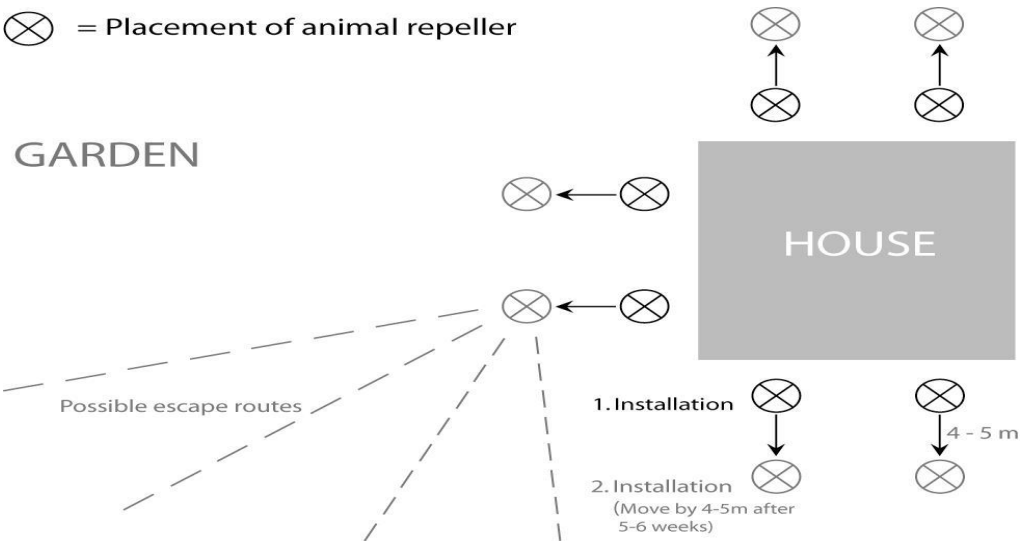 = Placement of animal repeller
GARDEN
HOUSE
Possible escape routes
1. Installation
4 - 5 m
2. Installation
(Move by 4-5m after
5-6 weeks)